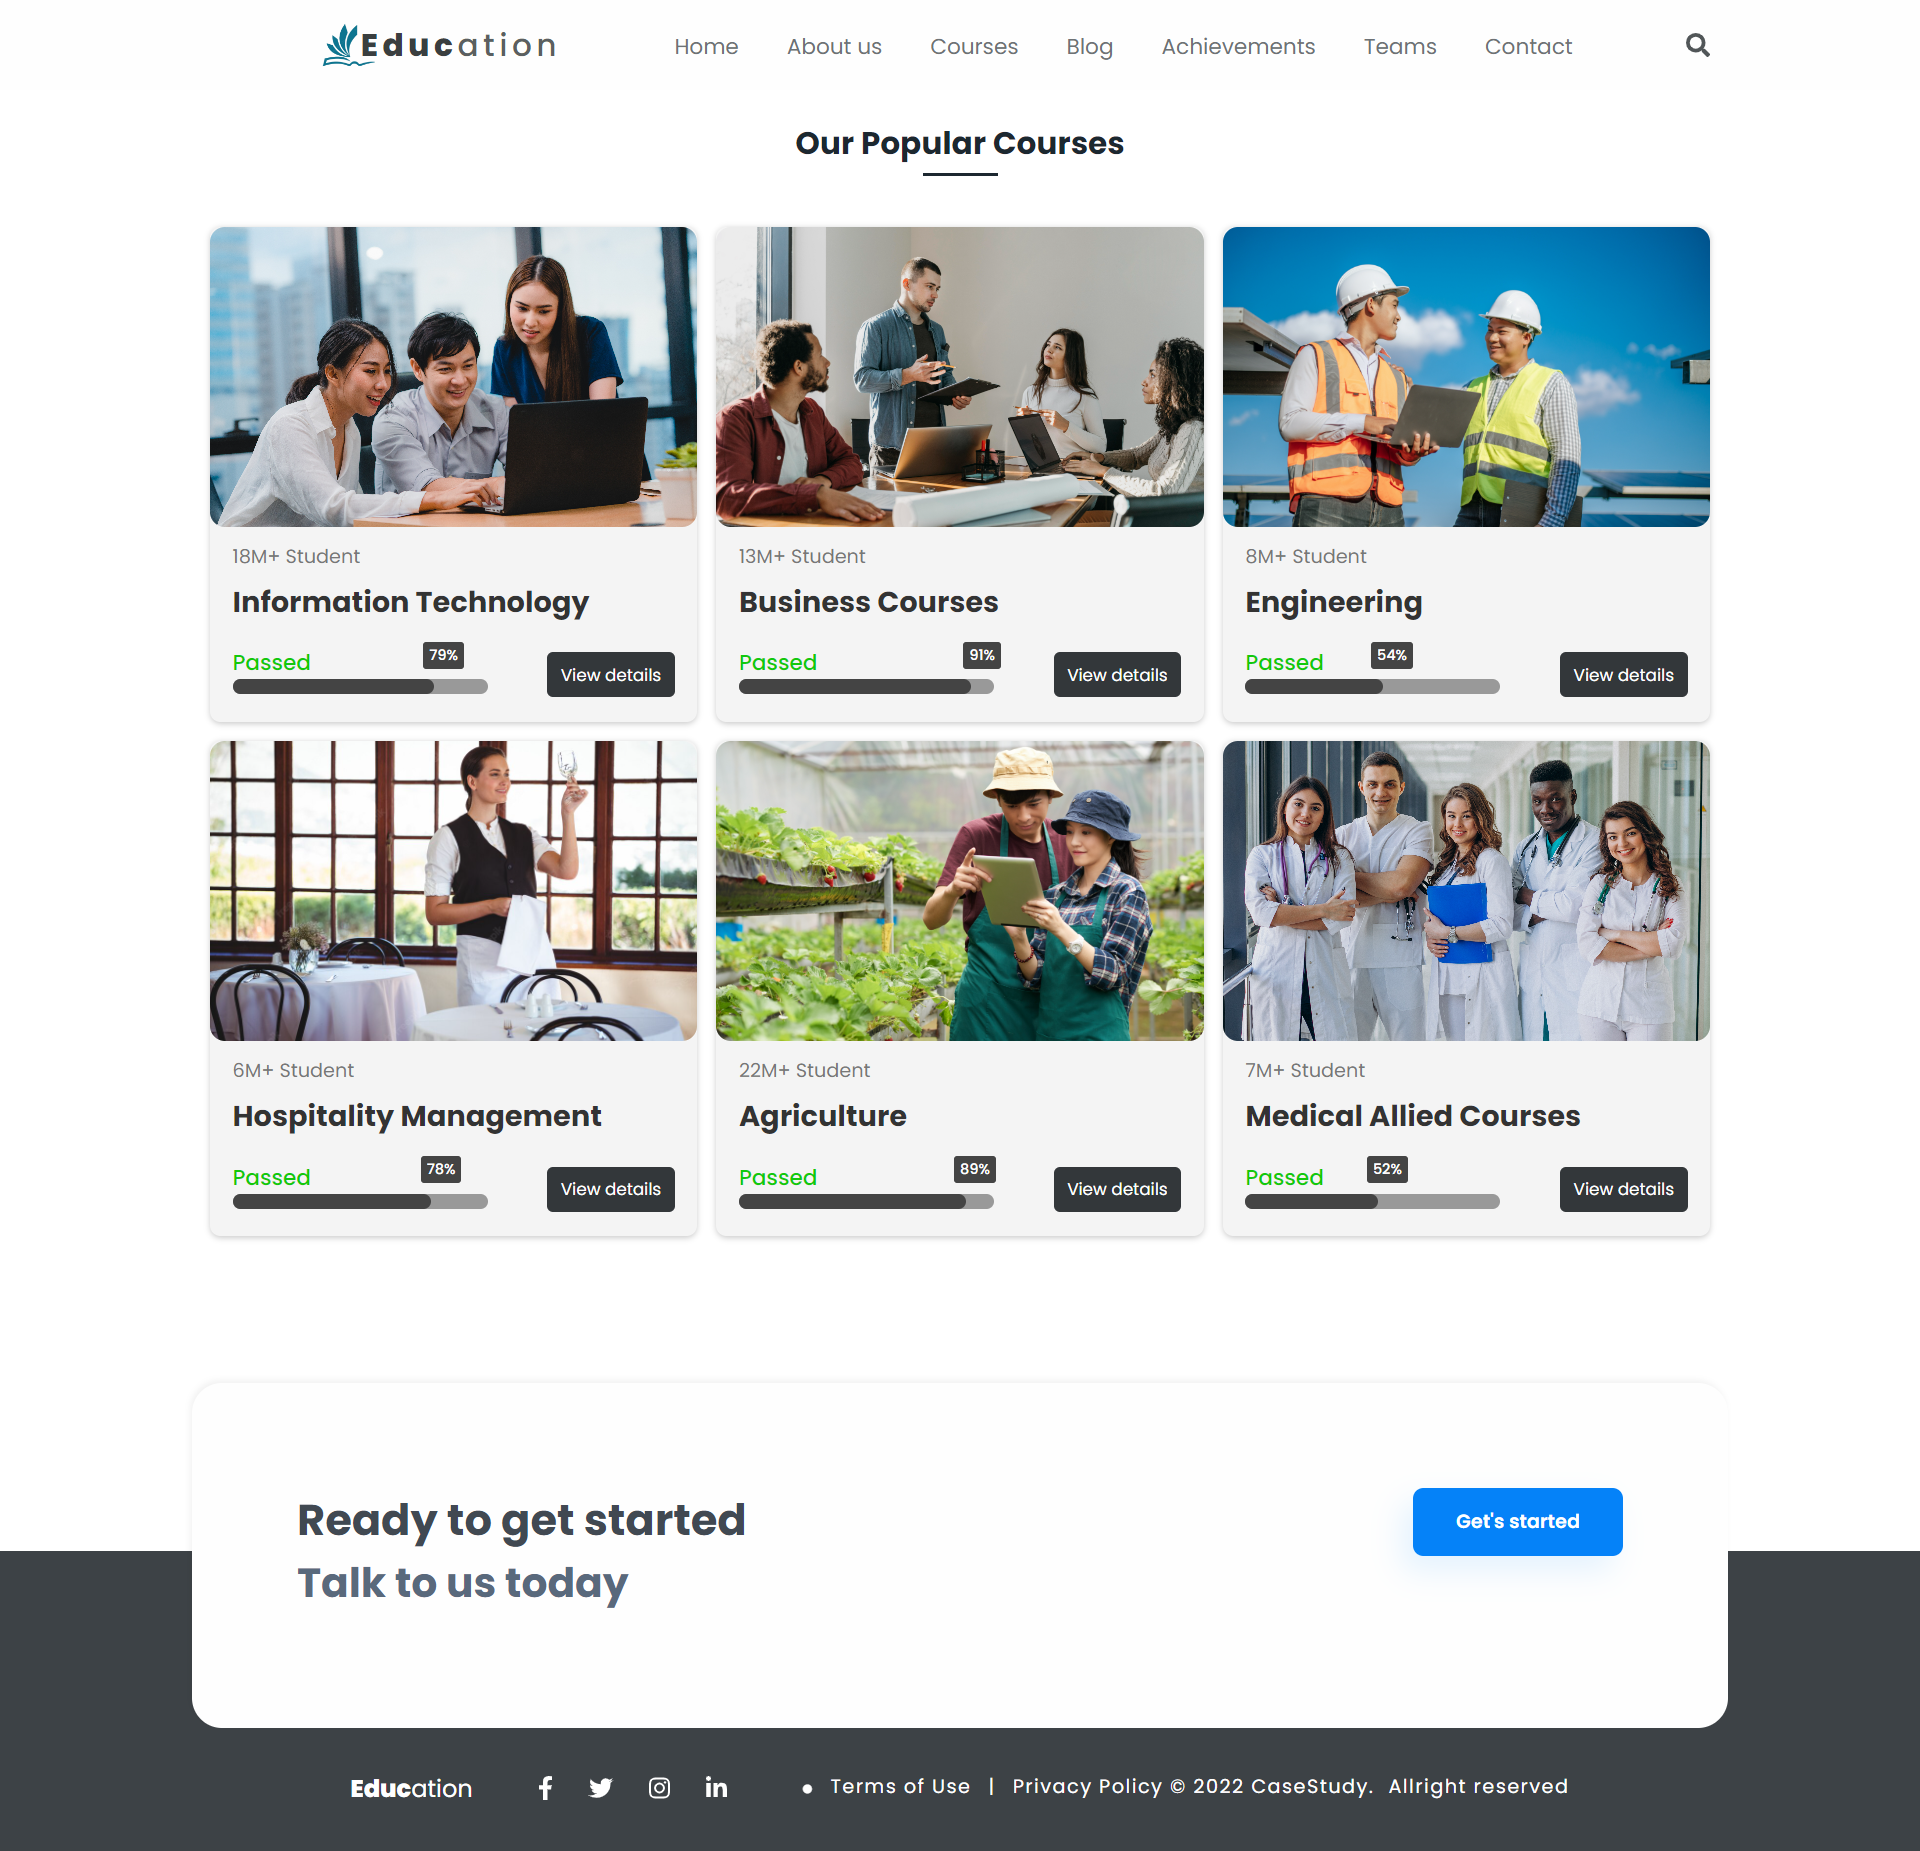 Education
Home
About us
Courses
Blog
Achievements
Teams
Contact
Our Popular Courses
18M+ Student
Information Technology
Passed
79%
View details
13M+ Student
Business Courses
Passed
91%
View details
8M+ Student
Engineering
Passed
54%
View details
6M+ Student
Hospitality Management
Passed
78%
View details
22M+ Student
Agriculture
Passed
89%
View details
7M+ Student
Medical Allied Courses
Passed
52%
View details
Ready to get started
Talk to us today
Get's started
Education
Terms of Use | Privacy Policy © 2022 CaseStudy. Allright reserved